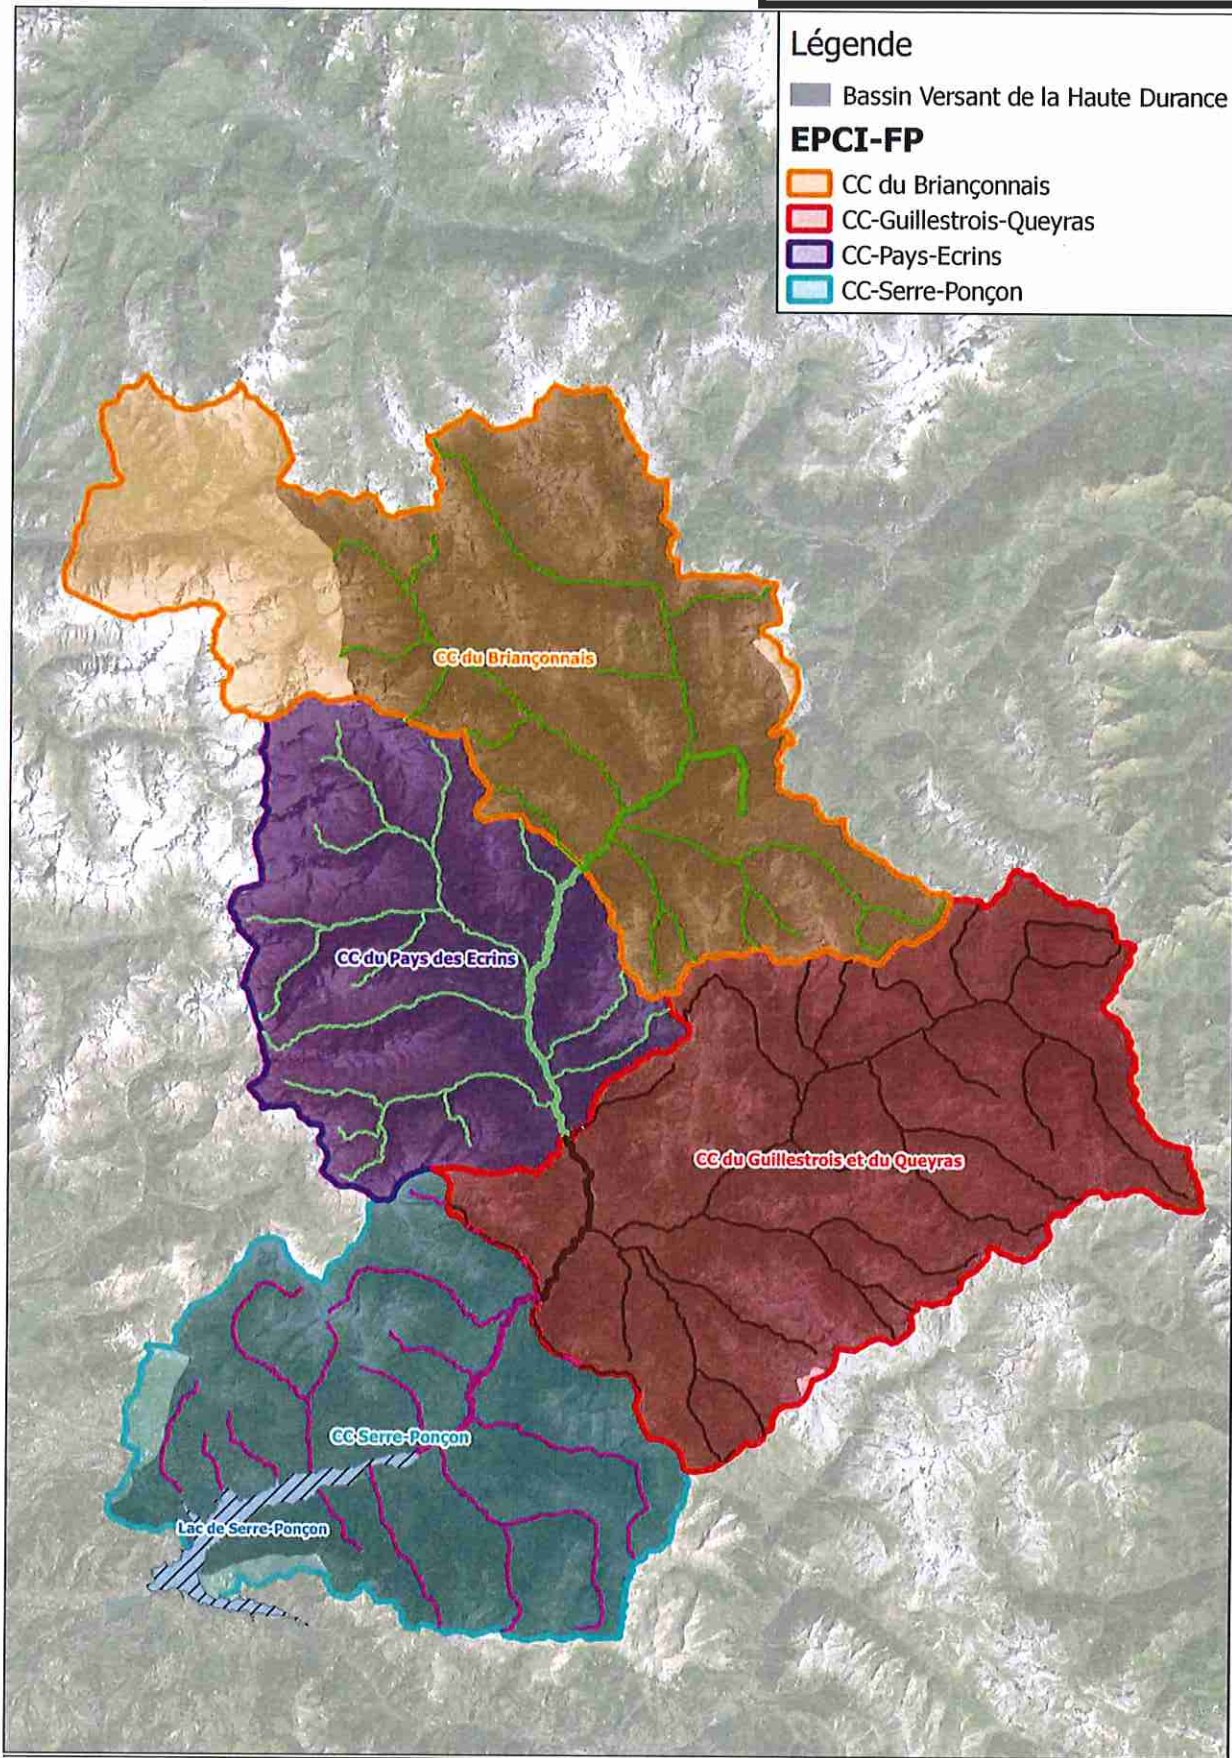 Légende
Bassin Versant de la Haute Durance
EPCI-FP
CC du Briançonnais
CC-Guillestrois-Queyras
CC-Pays-Ecrins
CC-Serre-Ponçon
CC du Briançonnais
CC du Pays des Ecrins
CC du Guillestrois et du Queyras
CC Serre-Ponçon
Lac de Serre-Ponçon